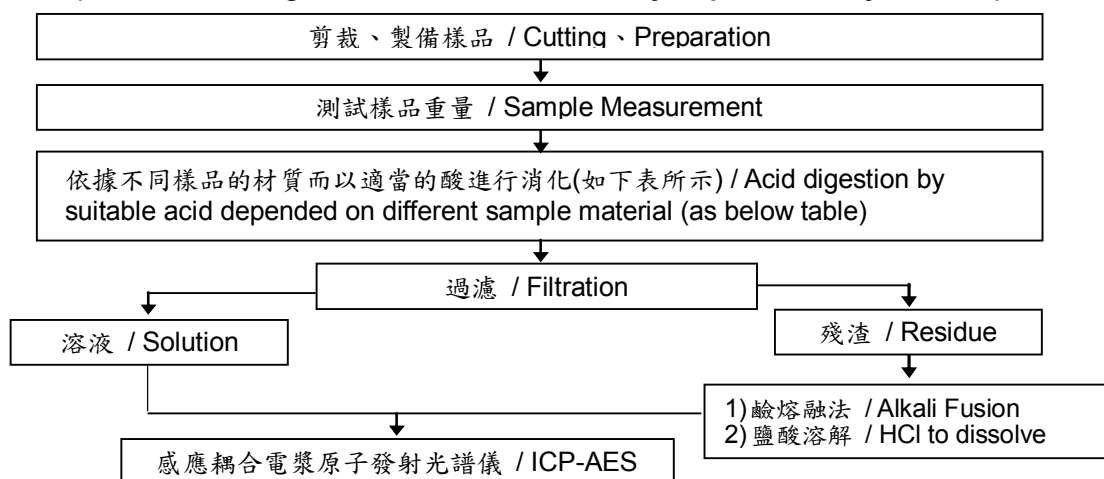 剪裁、製備樣品 / Cutting、Preparation
測試樣品重量 / Sample Measurement
依據不同樣品的材質而以適當的酸進行消化(如下表所示) / Acid digestion by
suitable acid depended on different sample material (as below table)
過濾 / Filtration
溶液 / Solution
殘渣 / Residue
1)鹼熔融法 / Alkali Fusion
2)鹽酸溶解 / HCl to dissolve
感應耦合電漿原子發射光譜儀 / ICP-AES